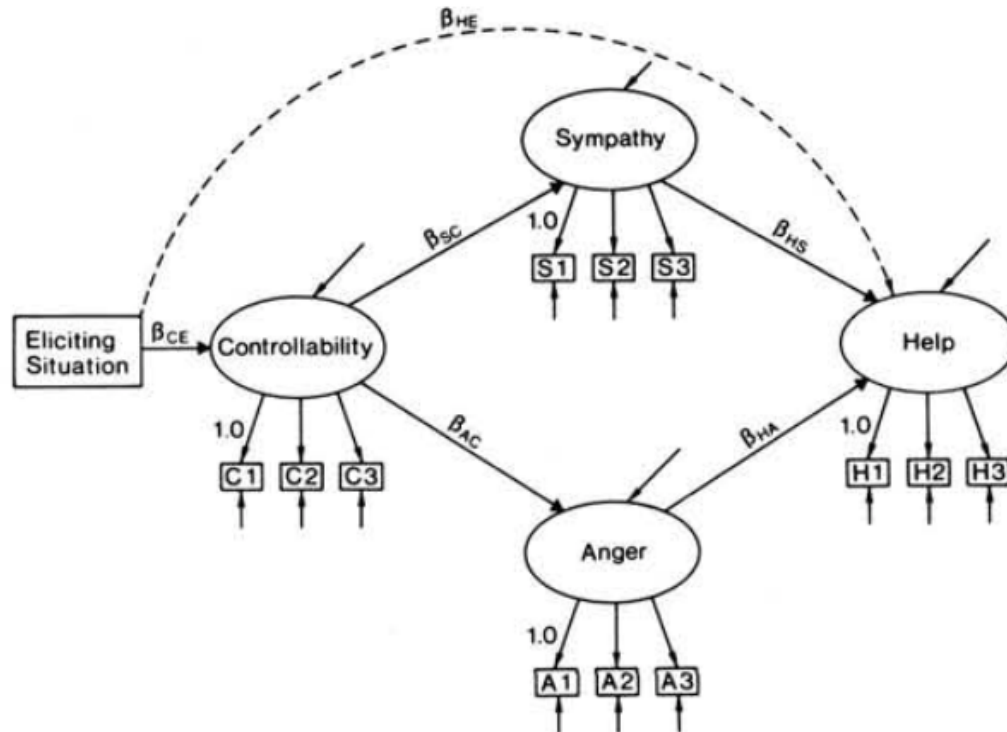 βHE
Sympathy
βSC
1.0
S1 S2 S3
βHS
Eliciting
Situation
βCE
Controllability
Help
1.0
C1 C2 C3
βAC
βHA
1.0
H1 H2 H3
Anger
1.0
A1 A2 A3